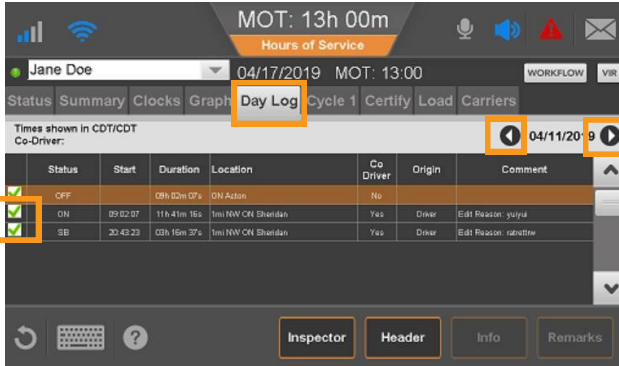 MOT: 13h 00m
Hours of Service
Jane Doe
04/17/2019 MOT: 13:00
WORKFLOW
VIR
Status Summary Clocks Graph Day Log Cycle 1 Certify Load Carriers
Times shown in CDT/CDT
Co-Driver:
04/11/2019
Status Start Duration Location Co Driver Origin Comment
OFF 09h 02m 07s ON Acton No
ON 09:02:07 11h 41m 16s 1mi NW ON Sheridan Yes Driver Edit Reason: yuiyui
SB 20:43:23 03h 16m 37s 1mi NW ON Sheridan Yes Driver Edit Reason:
?
Inspector Header Info Remarks